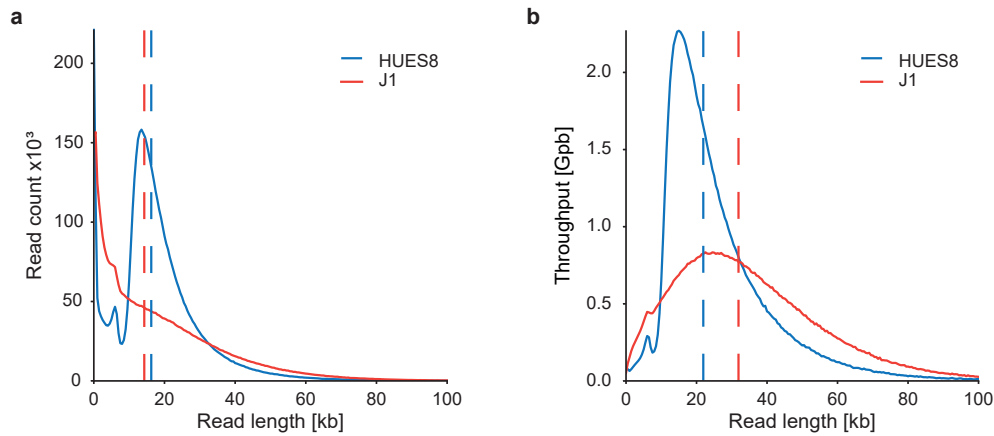 a
HUES8
J1
Read count x10³
200
150
100
50
0
0 20 40 60 80 100
Read length [kb]
b
HUES8
J1
Throughput [Gpb]
2.0
1.5
1.0
0.5
0.0
0 20 40 60 80 100
Read length [kb]